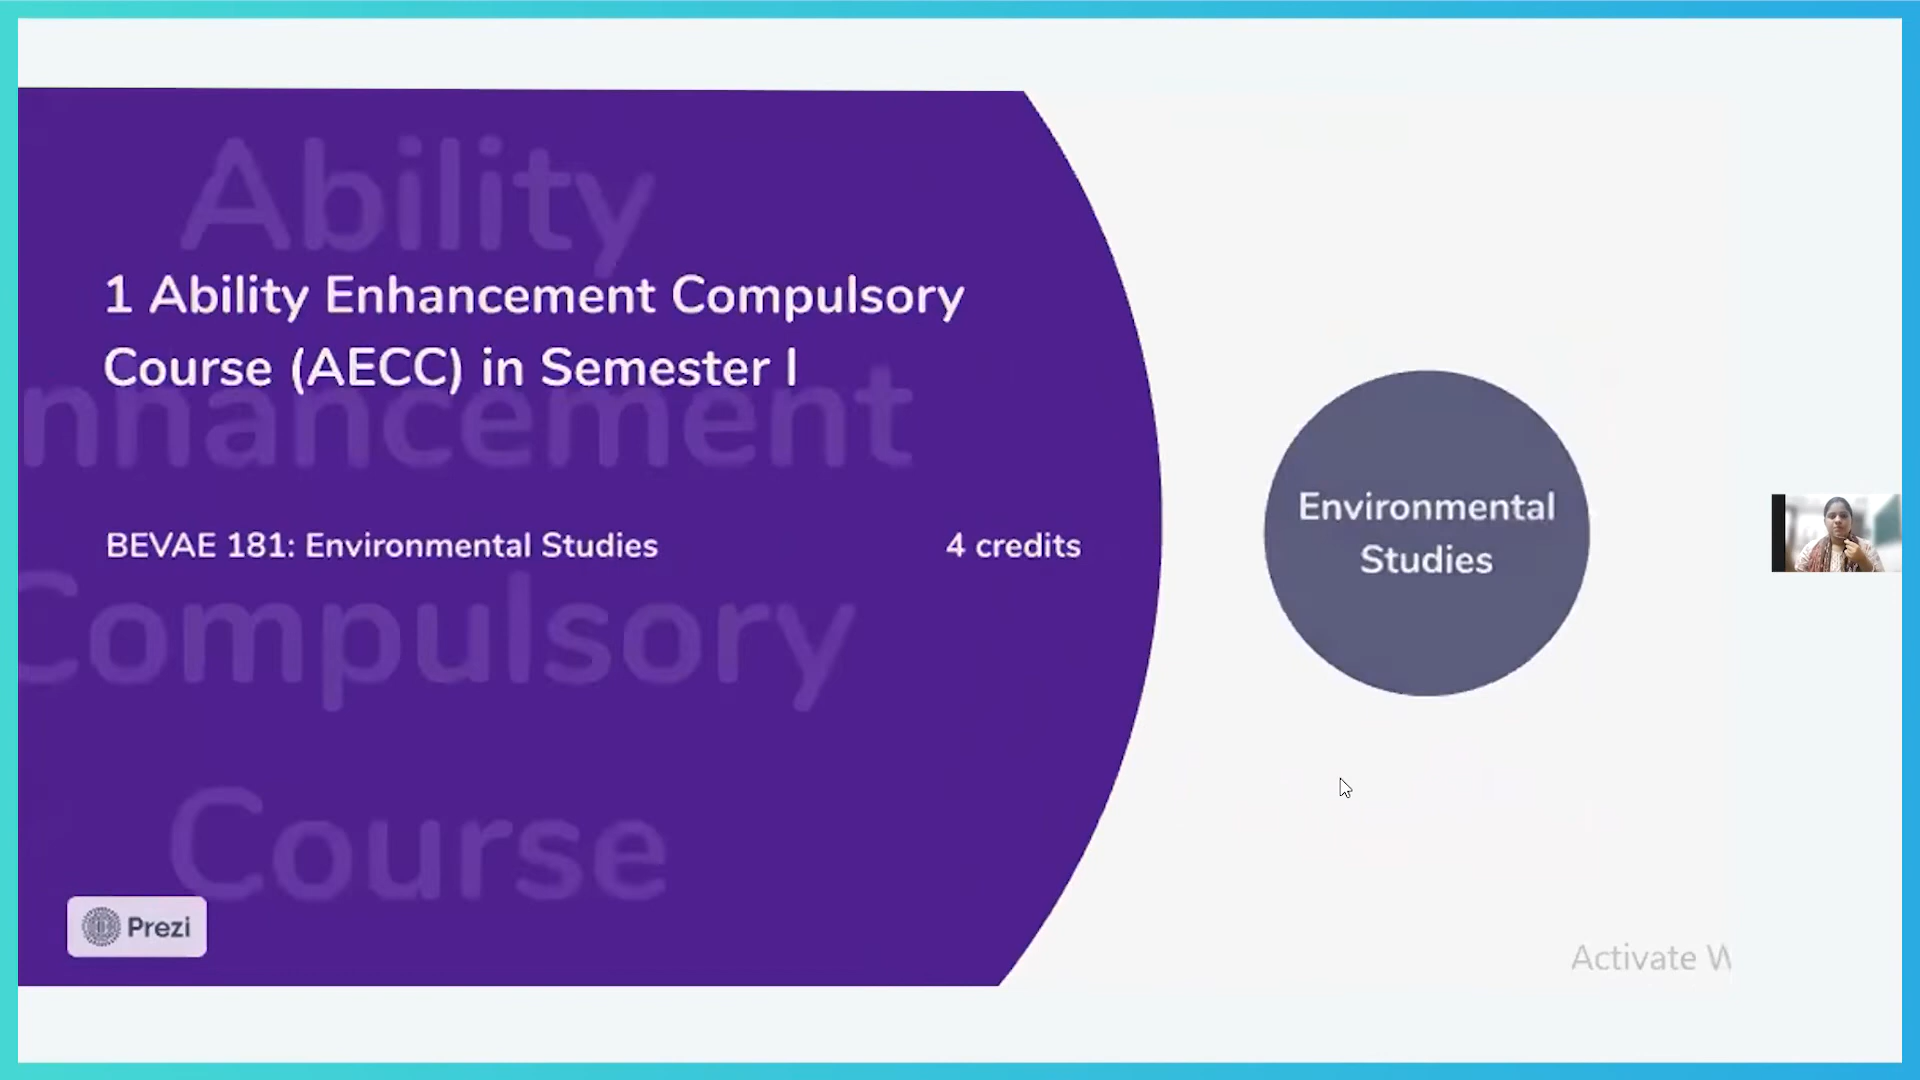 Ability
1 Ability Enhancement Compulsory
Course (AECC) in Semester I
nhancement
BEVAE 181: Environmental Studies 4 credits
Compulsory
Course
Prezi
Environmental
Studies
Activate W